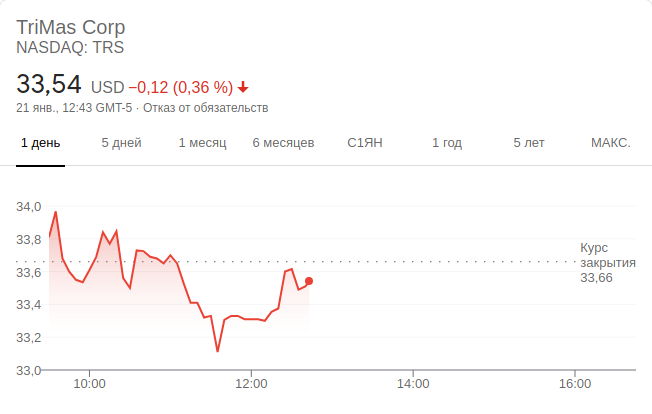 TriMas Corp
NASDAQ: TRS
33,54 USD −0,12 (0,36 %)
21 янв., 12:43 GMT-5 · Отказ от обязательств
1 день 5 дней 1 месяц 6 месяцев С1ЯН 1 год 5 лет МАКС.
34,0
33,8
Курс
закрытия
33,66
33,6
33,4
33,2
33,0
10:00 12:00 14:00 16:00